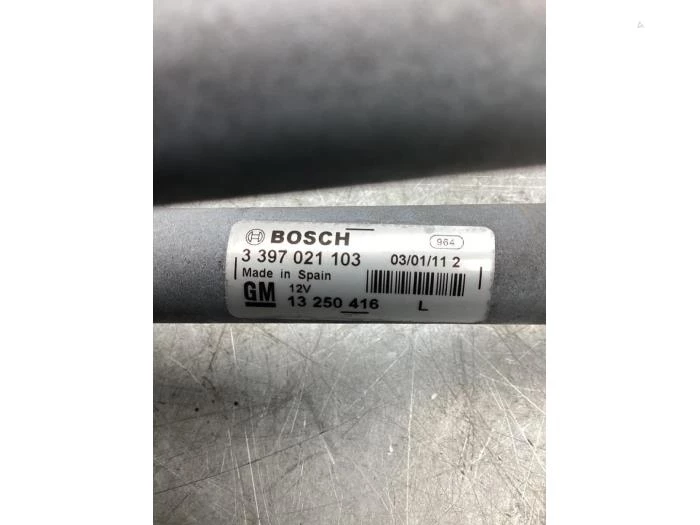 BOSCH 964
3 397 021 103 03/01/11 2
Made in Spain
GM 12V
13 250 416 L